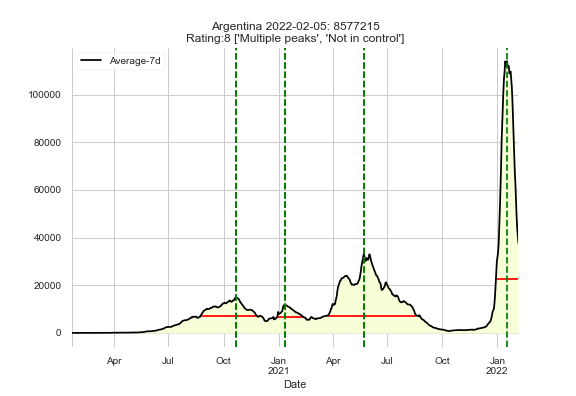 Argentina 2022-02-05: 8577215
Rating:8 ['Multiple peaks', 'Not in control']
Average-7d
100000
80000
60000
40000
20000
0
Apr
Jul
Oct
Jan
2021
Apr
Jul
Oct
Jan
2022
Date